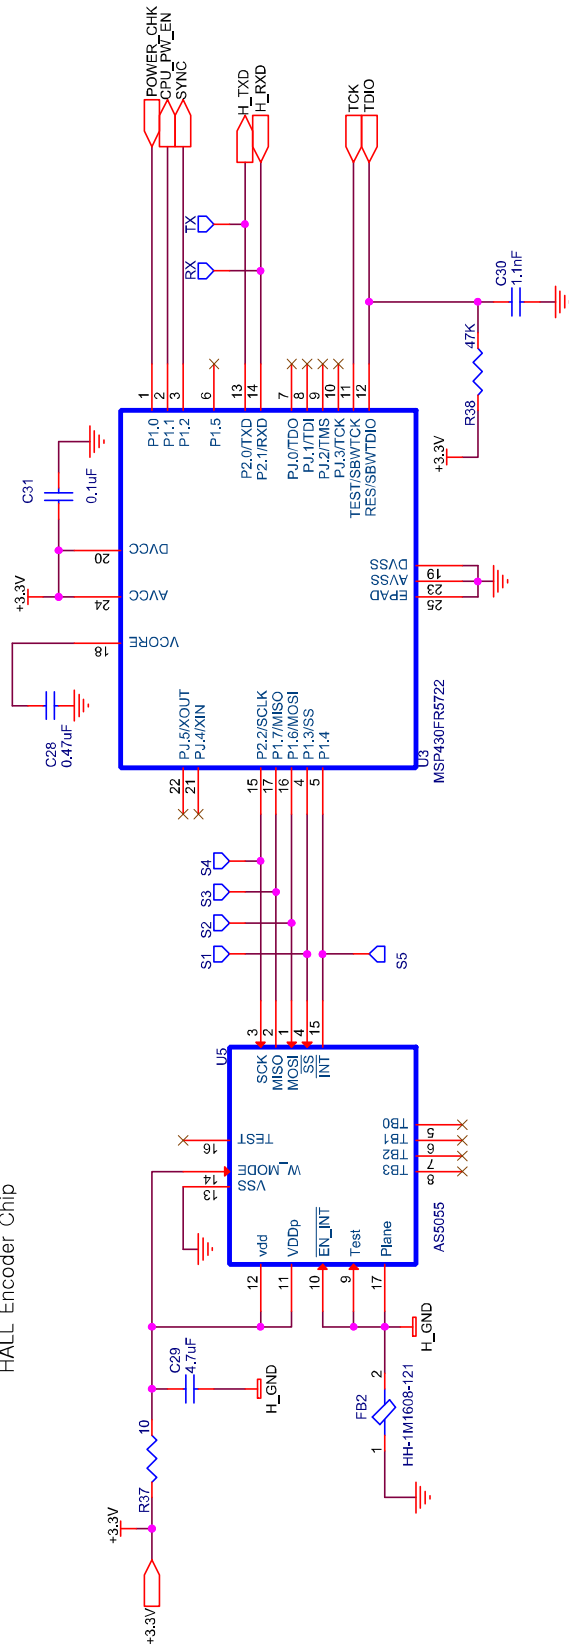 HALL Encoder Chip
+3.3V
+3.3V
R37
10
C29
4.7uF
H_GND
FB2
HH-1M1608-121
1
2
H_GND
U5
AS5055
12
vdd
11
VDDp
10
EN_INT
9
Test
17
Plane
16
TEST
14
W_MODE
13
VSS
5
TB0
6
TB1
7
TB2
8
TB3
SCK
3
MISO
2
MOSI
1
SS
4
INT
15
S1
S2
S3
S4
S5
U3
MSP430FR5722
22
PJ.5/XOUT
21
PJ.4/XIN
15
P2.2/SCLK
17
P1.7/MISO
16
P1.6/MOSI
4
P1.3/SS
5
P1.4
C28
0.47uF
18
VCORE
+3.3V
24
AVCC
20
DVCC
C31
0.1uF
25
EPAD
23
AVSS
19
DVSS
P1.0
1
P1.1
2
P1.2
3
P1.5
6
P2.0/TXD
13
P2.1/RXD
14
PJ.0/TDO
7
PJ.1/TDI
8
PJ.2/TMS
9
PJ.3/TCK
10
TEST/SBWTCK
11
RES/SBWTDIO
12
+3.3V
R38
47K
C30
1.1nF
RX
TX
POWER_CHK
CPU_PW_EN
SYNC
H_TXD
H_RXD
TCK
TDIO